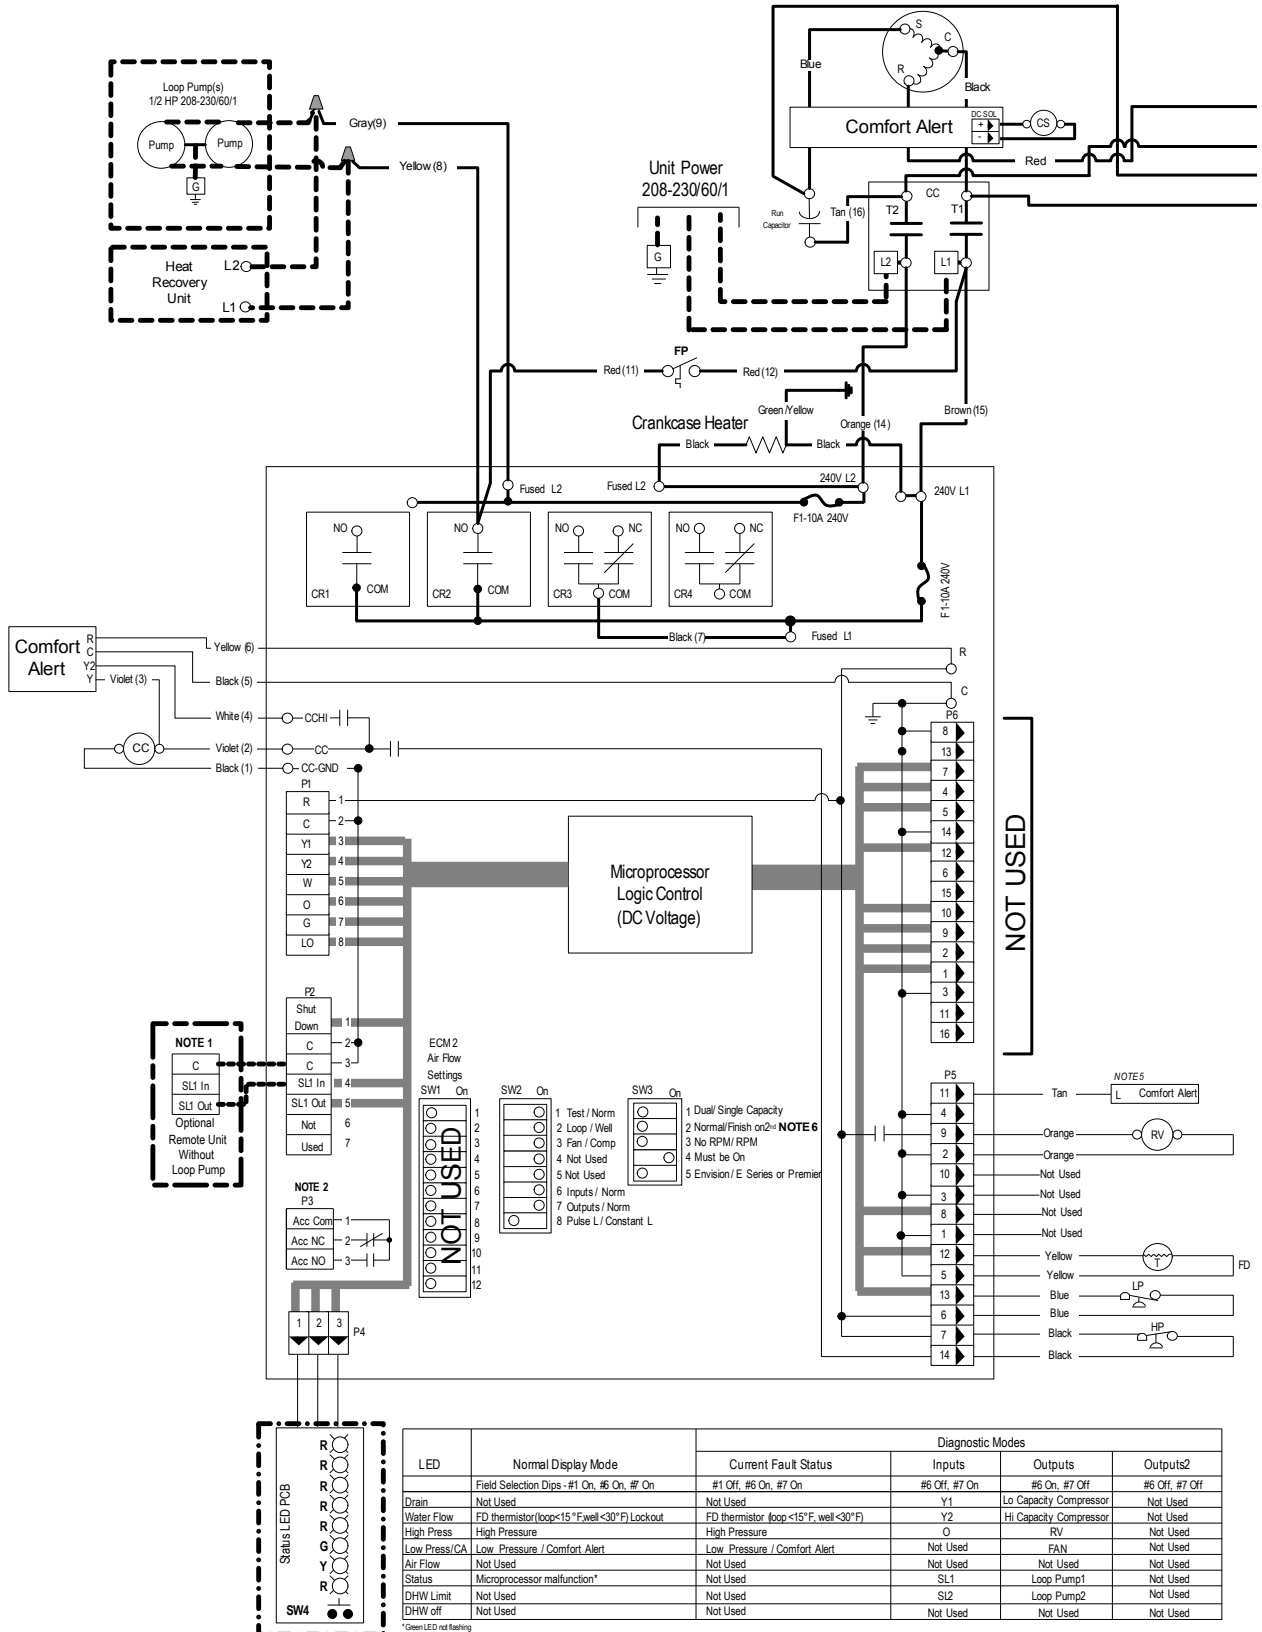 S
C
R
Blue
Black
Loop Pump(s)
1/2 HP 208-230/60/1
Pump
Pump
G
Gray(9)
Yellow (8)
Comfort Alert
DC SOL
+
-
CS
Red
Unit Power
208-230/60/1
G
Run
Capacitor
Tan (16)
CC
T2
T1
L2
L1
Heat
Recovery
Unit
L2
L1
FP
Red (11)
Red (12)
Green/Yellow
Crankcase Heater
Black
Black
Orange (14)
Brown (15)
Fused L2
Fused L2
240V L2
240V L1
F1-10A 240V
F1-10A 240V
NO
COM
CR1
NO
COM
CR2
NO
NC
COM
CR3
NO
NC
COM
CR4
Black (7)
Fused L1
Comfort
Alert
R
C
Y2
Y
Yellow (6)
Black (5)
Violet (3)
White (4)
CCHI
CC
Violet (2)
CC
Black (1)
CC-GND
R
C
P6
8
13
7
4
5
14
12
6
15
10
9
2
1
3
11
16
NOT USED
P1
R 1
C 2
Y1 3
Y2 4
W 5
O 6
G 7
LO 8
Microprocessor
Logic Control
(DC Voltage)
P2
Shut
Down 1
C 2
C 3
SL1 In 4
SL1 Out 5
Not 6
Used 7
NOTE 1
C
SL1 In
SL1 Out
Optional
Remote Unit
Without
Loop Pump
NOTE 2
P3
Acc Com 1
Acc NC 2
Acc NO 3
ECM 2
Air Flow
Settings
SW1 On
1
2
3
4
5
6
7
8
9
10
11
12
NOT USED
SW2 On
1 Test / Norm
2 Loop / Well
3 Fan / Comp
4 Not Used
5 Not Used
6 Inputs / Norm
7 Outputs / Norm
8 Pulse L / Constant L
SW3 On
1 Dual/ Single Capacity
2 Normal/Finish on2nd NOTE 6
3 No RPM/ RPM
4 Must be On
5 Envision/ E Series or Premier
P5
11 Tan L Comfort Alert
NOTE5
4
9 Orange RV
2 Orange
10 Not Used
3 Not Used
8 Not Used
1 Not Used
12 Yellow T
5 Yellow FD
13 Blue LP
6 Blue
7 Black HP
14 Black
1 2 3 P4
Status LED PCB
R
R
R
R
R
G
Y
R
SW4
Diagnostic Modes
LED Normal Display Mode Current Fault Status Inputs Outputs Outputs2
Field Selection Dips - #1 On, #6 On, #7 On #1 Off, #6 On, #7 On #6 Off, #7 On #6 On, #7 Off #6 Off, #7 Off
Drain Not Used Not Used Y1 Lo Capacity Compressor Not Used
Water Flow FD thermistor(loop<15°F,well<30°F) Lockout FD thermistor (loop <15°F, well<30°F) Y2 Hi Capacity Compressor Not Used
High Press High Pressure High Pressure O RV Not Used
Low Press/CA Low Pressure / Comfort Alert Low Pressure / Comfort Alert Not Used FAN Not Used
Air Flow Not Used Not Used Not Used Not Used Not Used
Status Microprocessor malfunction* Not Used SL1 Loop Pump1 Not Used
DHW Limit Not Used Not Used SL2 Loop Pump2 Not Used
DHW off Not Used Not Used Not Used Not Used Not Used
*Green LED not flashing